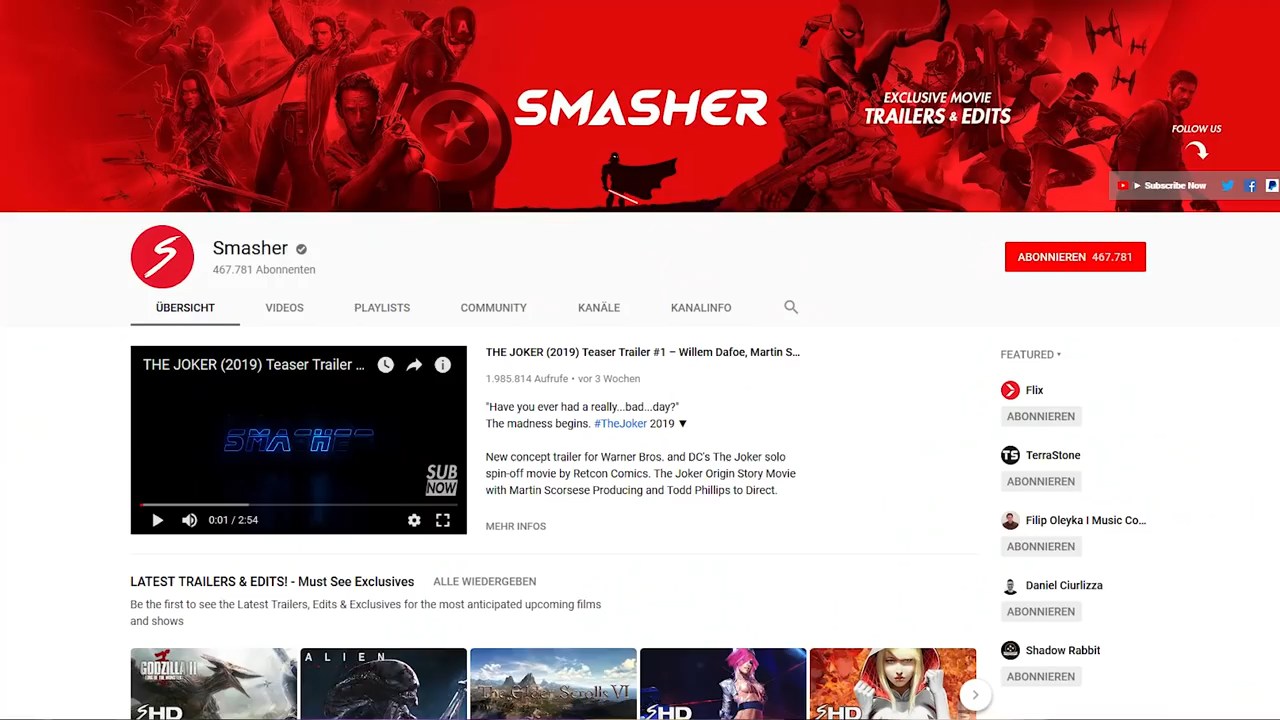 SMASHER
EXCLUSIVE MOVIE
TRAILERS & EDITS
FOLLOW US
Subscribe Now
Smasher
467.781 Abonnenten
ABONNIEREN 467.781
ÜBERSICHT VIDEOS PLAYLISTS COMMUNITY KANÄLE KANALINFO
THE JOKER (2019) Teaser Trailer ...
SMASHER
SUB
NOW
0:01 / 2:54
THE JOKER (2019) Teaser Trailer #1 – Willem Dafoe, Martin S...
1.985.814 Aufrufe • vor 3 Wochen
"Have you ever had a really...bad...day?"
The madness begins. #TheJoker 2019 ▼
New concept trailer for Warner Bros. and DC's The Joker solo
spin-off movie by Retcon Comics. The Joker Origin Story Movie
with Martin Scorsese Producing and Todd Phillips to Direct.
MEHR INFOS
FEATURED
Flix
ABONNIEREN
TS
TerraStone
ABONNIEREN
Filip Oleyka I Music Co...
ABONNIEREN
Daniel Ciurlizza
ABONNIEREN
Shadow Rabbit
ABONNIEREN
LATEST TRAILERS & EDITS! - Must See Exclusives ALLE WIEDERGEBEN
Be the first to see the Latest Trailers, Edits & Exclusives for the most anticipated upcoming films
and shows
GODZILLA II
HD
ALIEN
The Elder Scrolls VI
HD
HD